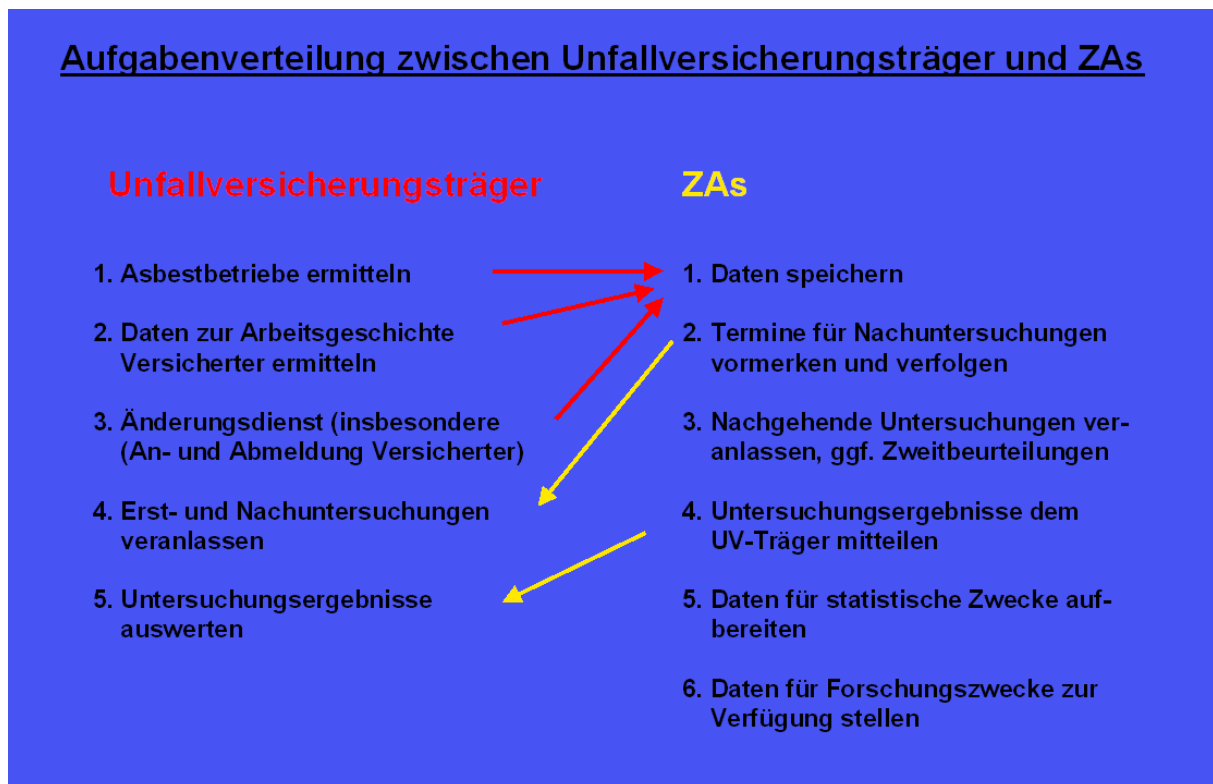 Aufgabenverteilung zwischen Unfallversicherungsträger und ZAs
Unfallversicherungsträger
1. Asbestbetriebe ermitteln
2. Daten zur Arbeitsgeschichte
Versicherter ermitteln
3. Änderungsdienst (insbesondere
(An- und Abmeldung Versicherter)
4. Erst- und Nachuntersuchungen
veranlassen
5. Untersuchungsergebnisse
auswerten
ZAs
1. Daten speichern
2. Termine für Nachuntersuchungen
vormerken und verfolgen
3. Nachgehende Untersuchungen ver-
anlassen, ggf. Zweitbeurteilungen
4. Untersuchungsergebnisse dem
UV-Träger mitteilen
5. Daten für statistische Zwecke auf-
bereiten
6. Daten für Forschungszwecke zur
Verfügung stellen